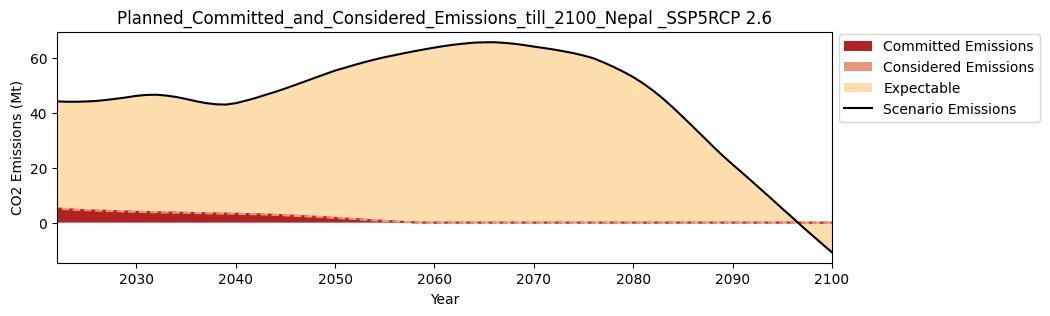 Planned_Committed_and_Considered_Emissions_till_2100_Nepal _SSP5RCP 2.6
Committed Emissions
Considered Emissions
Expectable
Scenario Emissions
CO2 Emissions (Mt)
60
40
20
0
2030
2040
2050
2060
2070
2080
2090
2100
Year